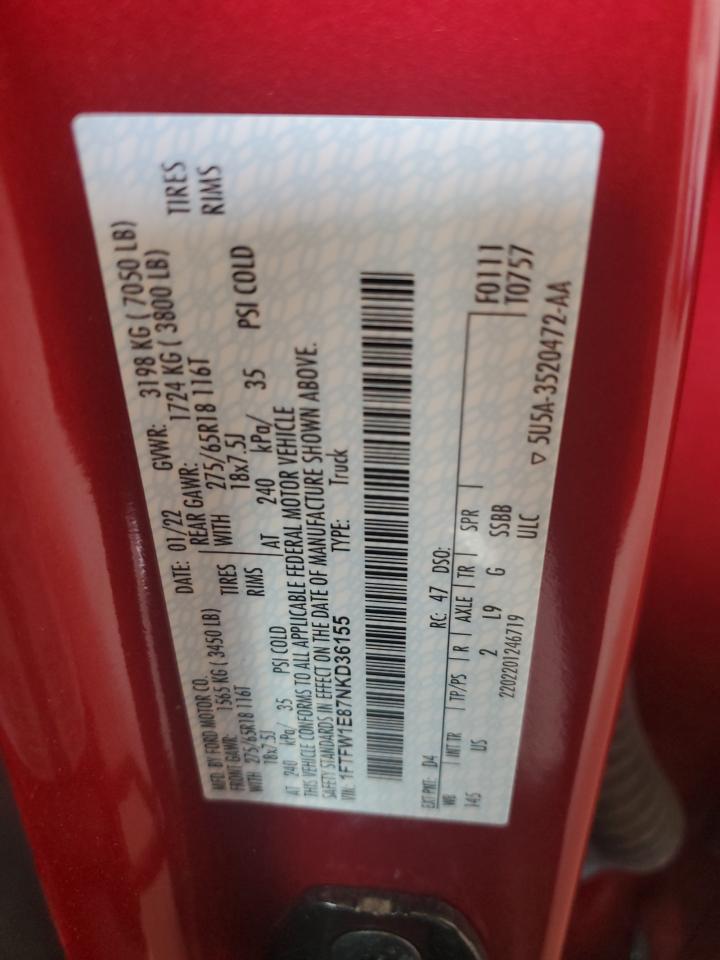 MFD. BY FORD MOTOR CO. DATE: 01/22 GVWR: 3198 KG ( 7050 LB)
FRONT GAWR: 1565 KG ( 3450 LB) REAR GAWR: 1724 KG ( 3800 LB)
WITH 275/65R18 116T TIRES WITH 275/65R18 116T TIRES
18x7.5J RIMS 18x7.5J RIMS
AT 240 kPa/ 35 PSI COLD AT 240 kPa/ 35 PSI COLD
THIS VEHICLE CONFORMS TO ALL APPLICABLE FEDERAL MOTOR VEHICLE
SAFETY STANDARDS IN EFFECT ON THE DATE OF MANUFACTURE SHOWN ABOVE.
VIN: 1FTFW1E87NKD36155 TYPE: Truck
EXT PNT: D4 RC: 47 DSO:
WB INT TR TP/PS R AXLE TR SPR F0111
145 US 2 L9 G SSBB T0757
2202201246719 ULC
▽ 5U5A-3520472-AA